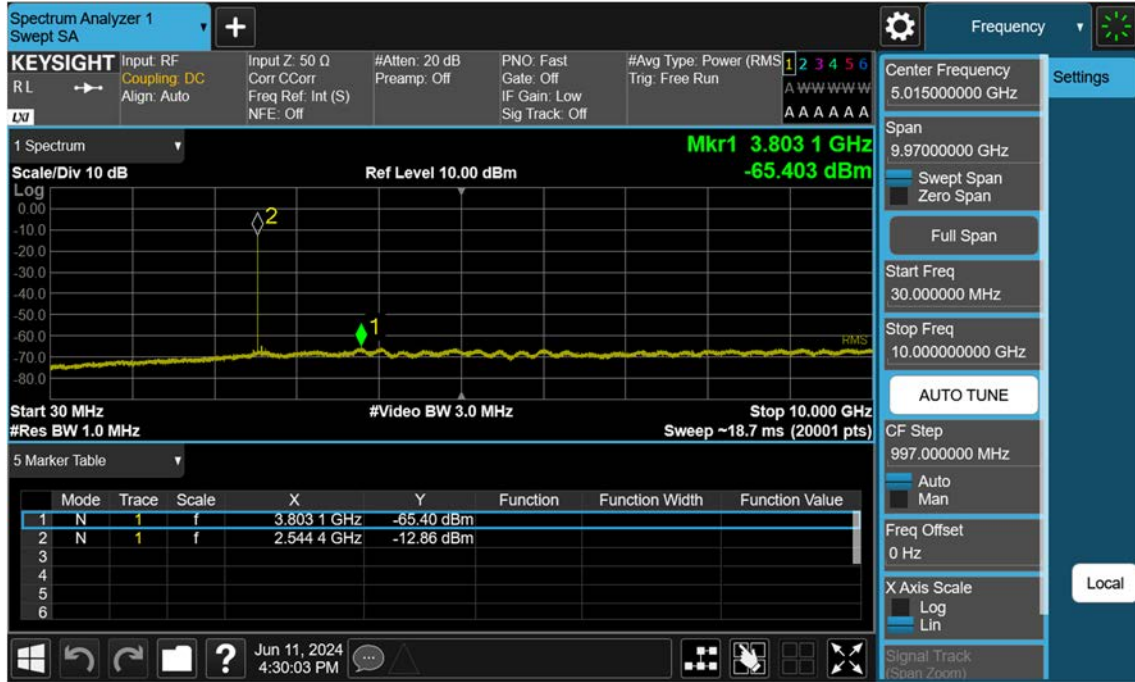 Spectrum Analyzer 1
Swept SA
Frequency
KEYSIGHT
R L
LXI
Input: RF
Coupling: DC
Align: Auto
Input Z: 50 Ω
Corr CCorr
Freq Ref: Int (S)
NFE: Off
#Atten: 20 dB
Preamp: Off
PNO: Fast
Gate: Off
IF Gain: Low
Sig Track: Off
#Avg Type: Power (RMS
Trig: Free Run
1 2 3 4 5 6
A W W W W W
A A A A A A
1 Spectrum
Scale/Div 10 dB
Ref Level 10.00 dBm
Mkr1 3.803 1 GHz
-65.403 dBm
Log
0.00
-10.0
-20.0
-30.0
-40.0
-50.0
-60.0
-70.0
-80.0
2
1
RMS
Start 30 MHz
#Video BW 3.0 MHz
Stop 10.000 GHz
#Res BW 1.0 MHz
Sweep ~18.7 ms (20001 pts)
5 Marker Table
Mode Trace Scale X Y Function Function Width Function Value
1 N 1 f 3.803 1 GHz -65.40 dBm
2 N 1 f 2.544 4 GHz -12.86 dBm
3
4
5
6
?
Jun 11, 2024
4:30:03 PM
Center Frequency
5.015000000 GHz
Settings
Span
9.97000000 GHz
Swept Span
Zero Span
Full Span
Start Freq
30.000000 MHz
Stop Freq
10.000000000 GHz
AUTO TUNE
CF Step
997.000000 MHz
Auto
Man
Freq Offset
0 Hz
X Axis Scale
Log
Lin
Local
Signal Track
(Span Zoom)